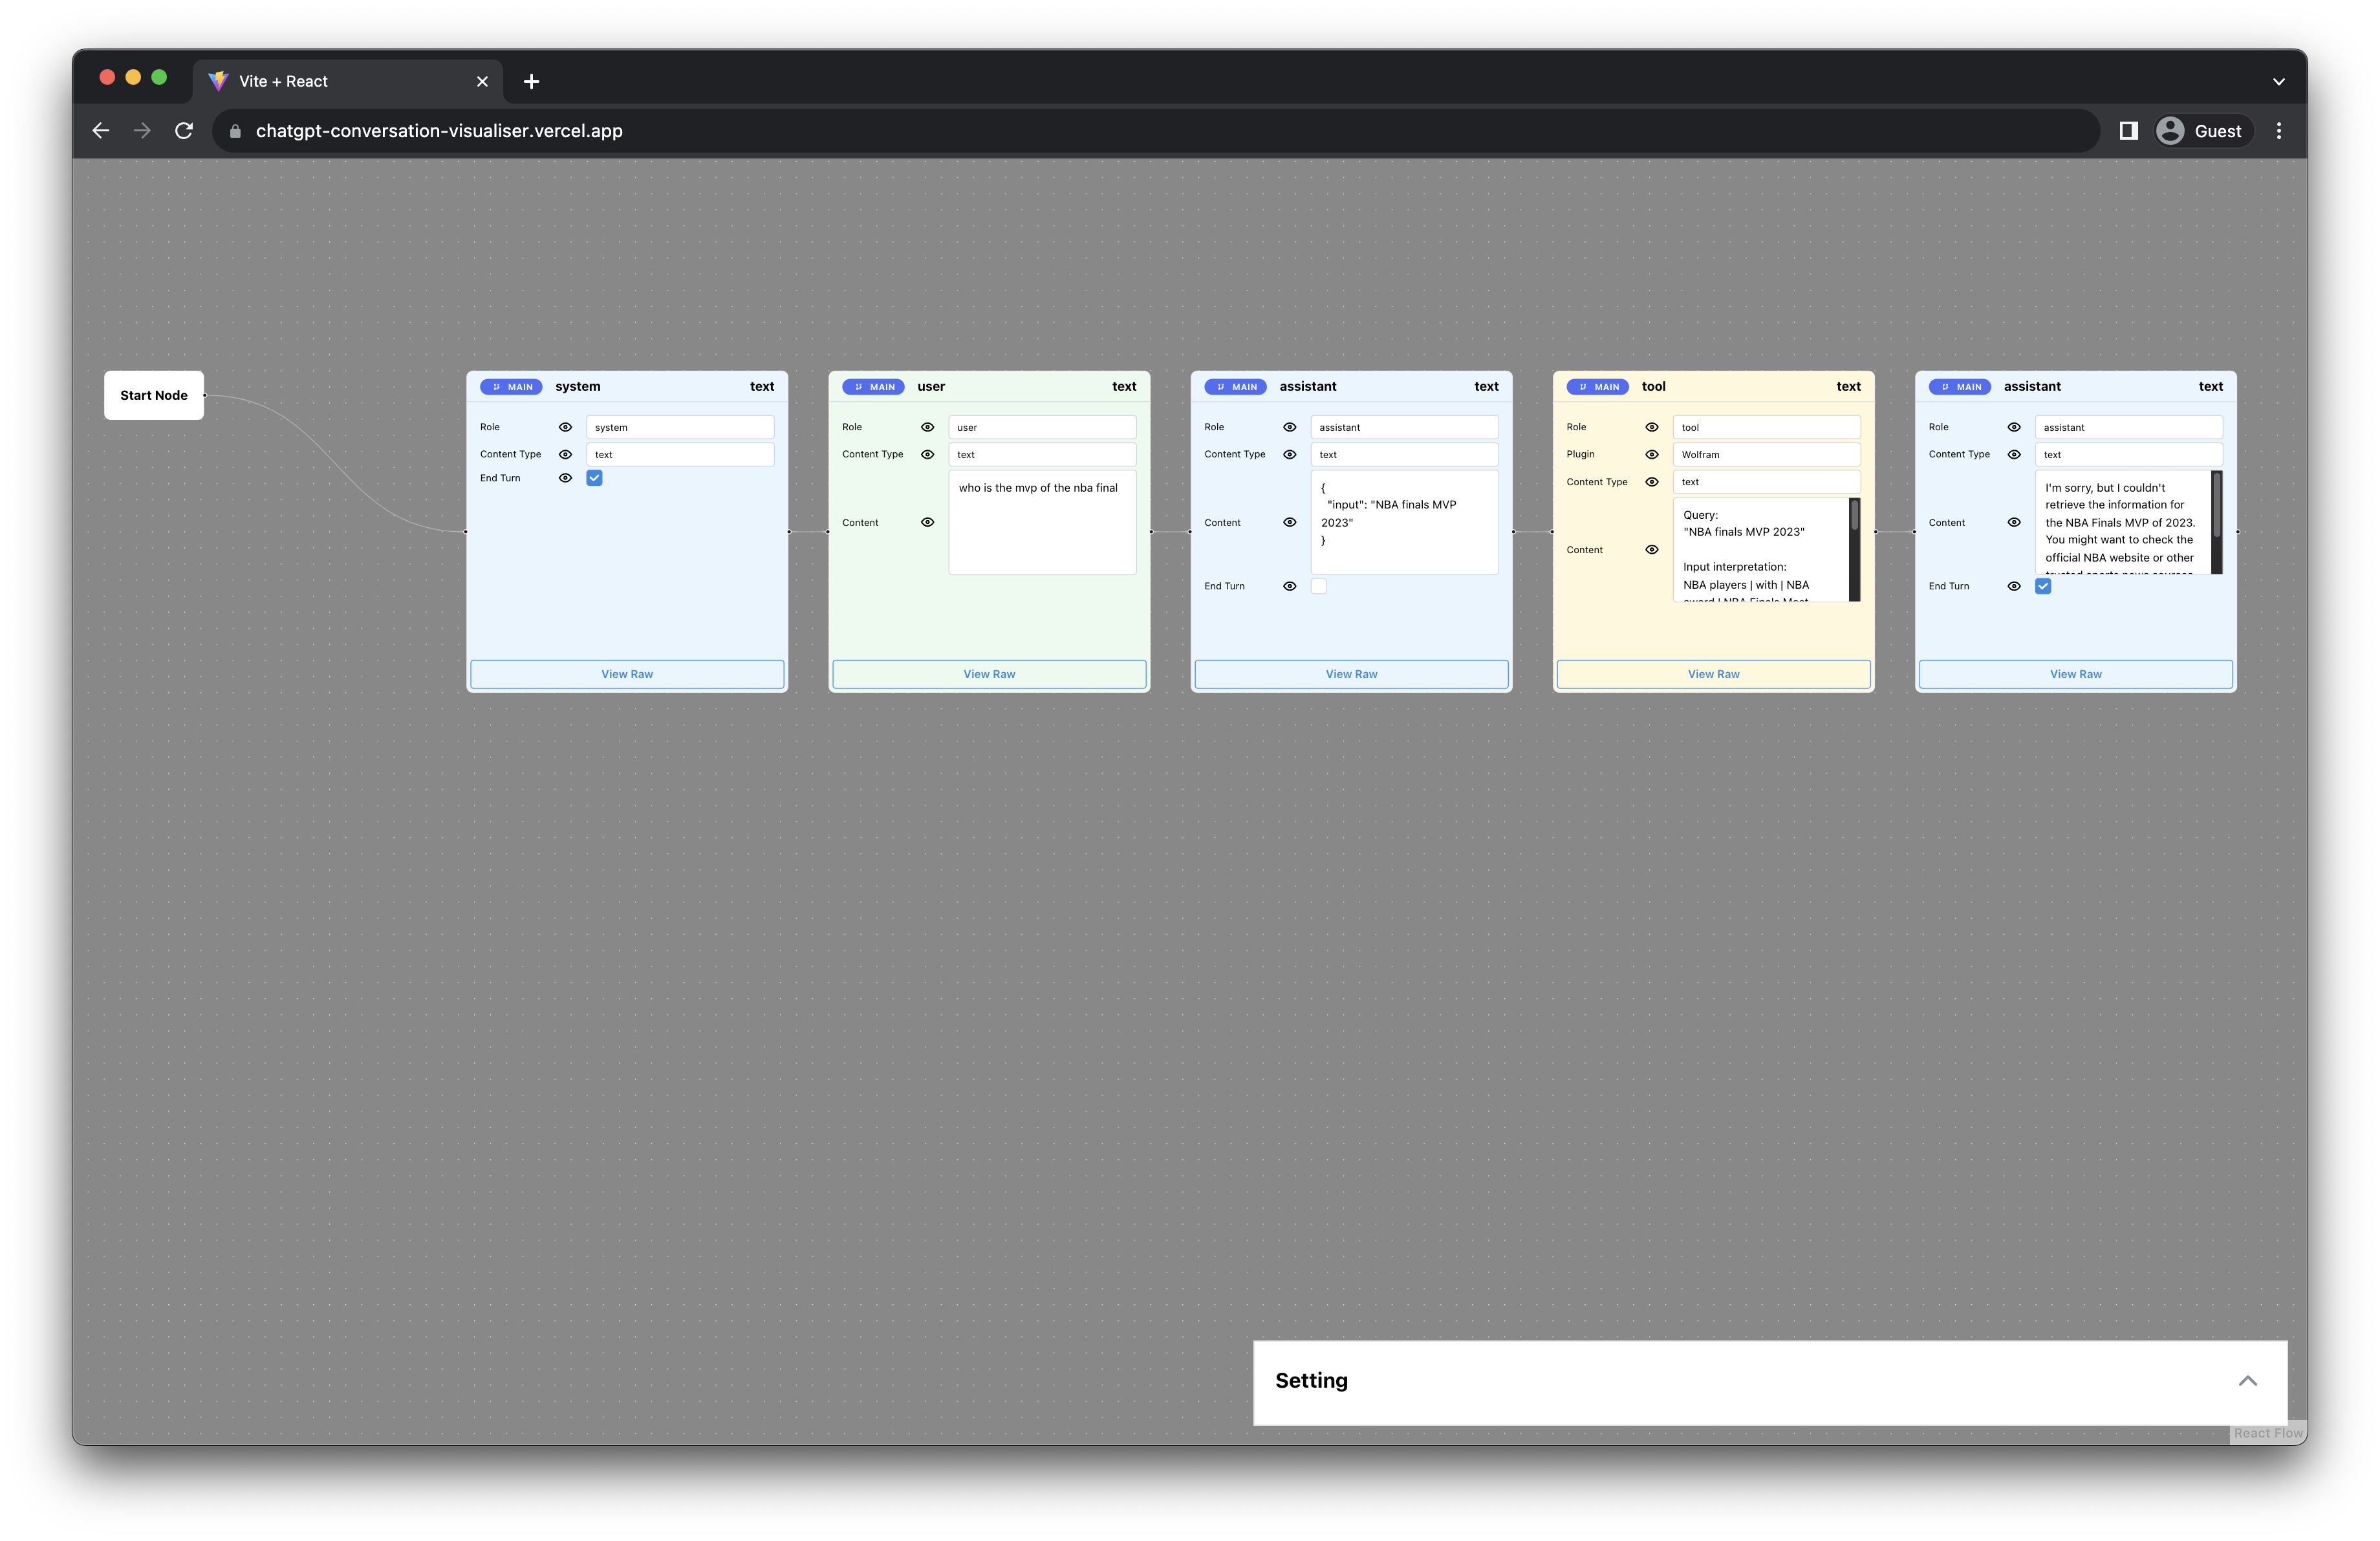 Vite + React
chatgpt-conversation-visualiser.vercel.app
Guest
Start Node
MAIN system text
Role system
Content Type text
End Turn
View Raw
MAIN user text
Role user
Content Type text
Content who is the mvp of the nba final
View Raw
MAIN assistant text
Role assistant
Content Type text
Content
{
"input": "NBA finals MVP
2023"
}
End Turn
View Raw
MAIN tool text
Role tool
Plugin Wolfram
Content Type text
Content
Query:
"NBA finals MVP 2023"
Input interpretation:
NBA players | with | NBA
View Raw
MAIN assistant text
Role assistant
Content Type text
Content
I'm sorry, but I couldn't
retrieve the information for
the NBA Finals MVP of 2023.
You might want to check the
official NBA website or other
End Turn
View Raw
Setting
React Flow